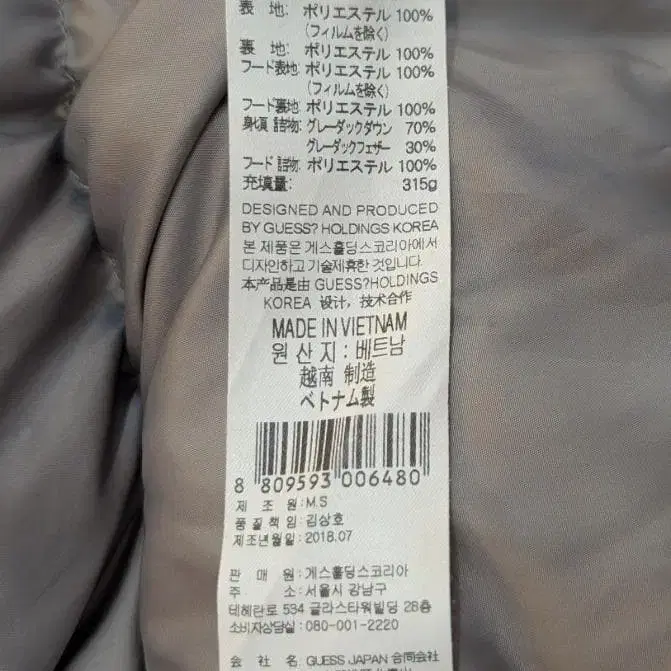 表 地: ポリエステル 100%
(フィルムを除く)
裏 地: ポリエステル 100%
フード表地: ポリエステル 100%
(フィルムを除く)
フード裏地: ポリエステル 100%
身頃 詰物: グレーダックダウン 70%
グレーダックフェザー 30%
フード 詰物: ポリエステル 100%
充填量: 315g
DESIGNED AND PRODUCED
BY GUESS? HOLDINGS KOREA
본 제품은 게스홀딩스코리아에서
디자인하고 기술제휴한 것입니다.
本产品是由 GUESS?HOLDINGS
KOREA 设计, 技术合作
MADE IN VIETNAM
원 산 지 : 베트남
越南 制造
ベトナム製
8 809593 006480
제 조 원 : M.S
품 질 책 임 : 김상호
제조년월일 : 2018.07
판 매 원 : 게스홀딩스코리아
주 소 : 서울시 강남구
테헤란로 534 글라스타워빌딩 28층
소비자상담실 : 080-001-2220
会 社 名 : GUESS JAPAN 合同会社